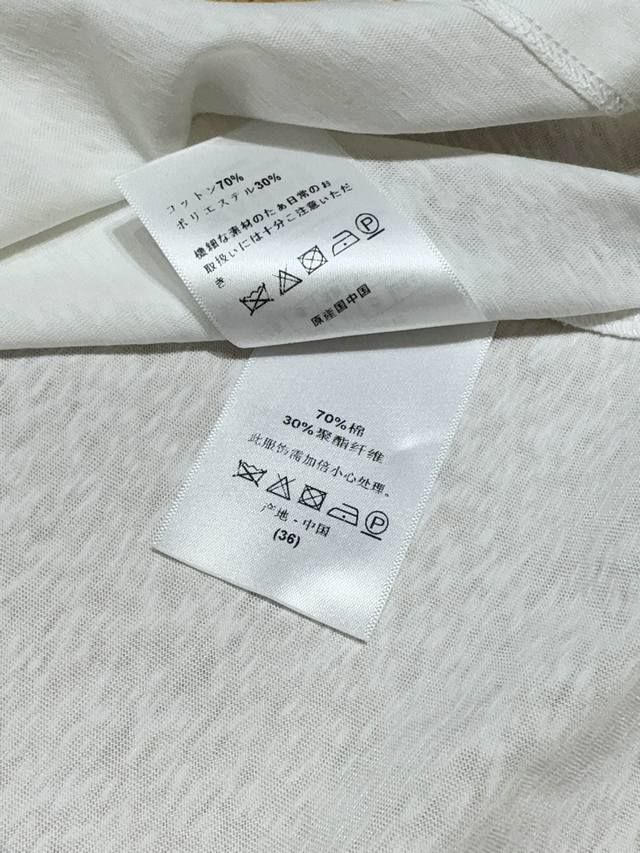 コットン70%
ポリエステル30%
機細な素材のため日常のお
取扱いには十分ご注意いただ
き
P
原産国中国
70%棉
30%聚酯纤维
此服饰需加倍小心处理。
P
产地-中国
(36)